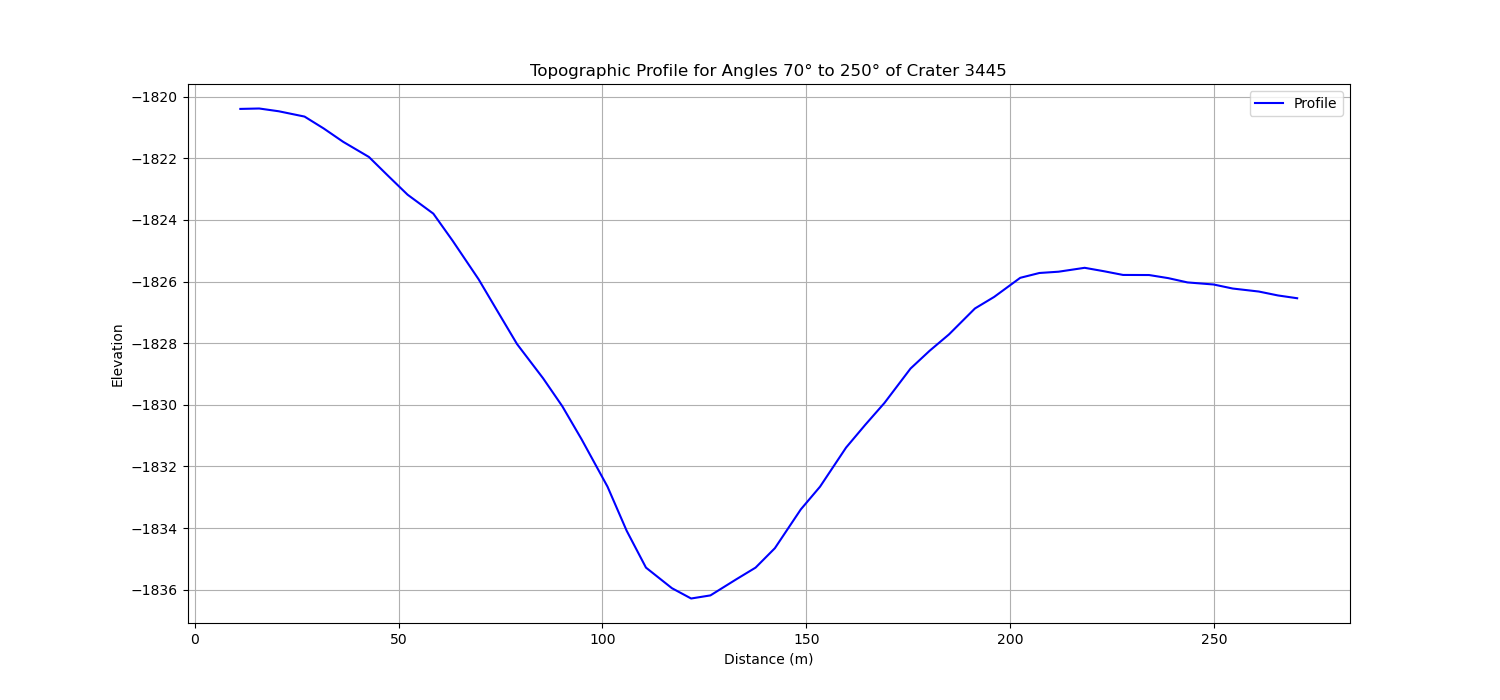 Topographic Profile for Angles 70° to 250° of Crater 3445
Profile
Elevation
−1820
−1822
−1824
−1826
−1828
−1830
−1832
−1834
−1836
0 50 100 150 200 250
Distance (m)